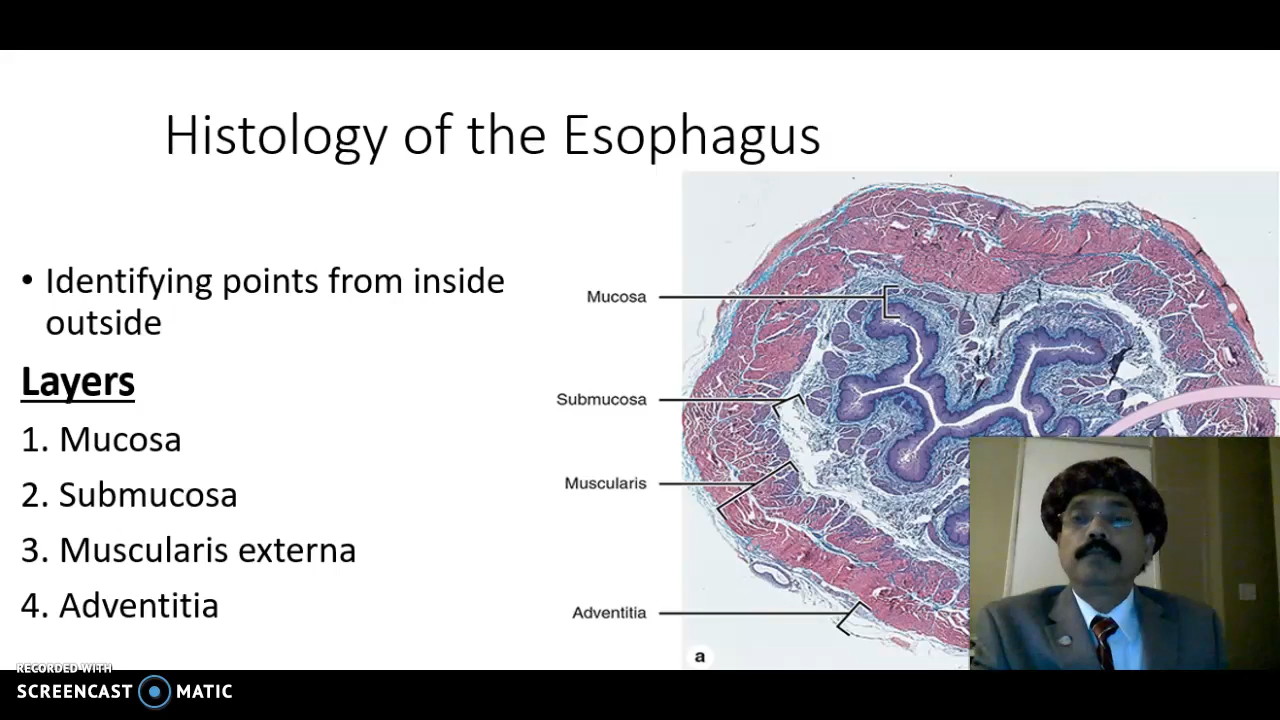 Histology of the Esophagus
• Identifying points from inside
outside
Layers
1. Mucosa
2. Submucosa
3. Muscularis externa
4. Adventitia
Mucosa
Submucosa
Muscularis
Adventitia
a
RECORDED WITH
SCREENCAST MATIC